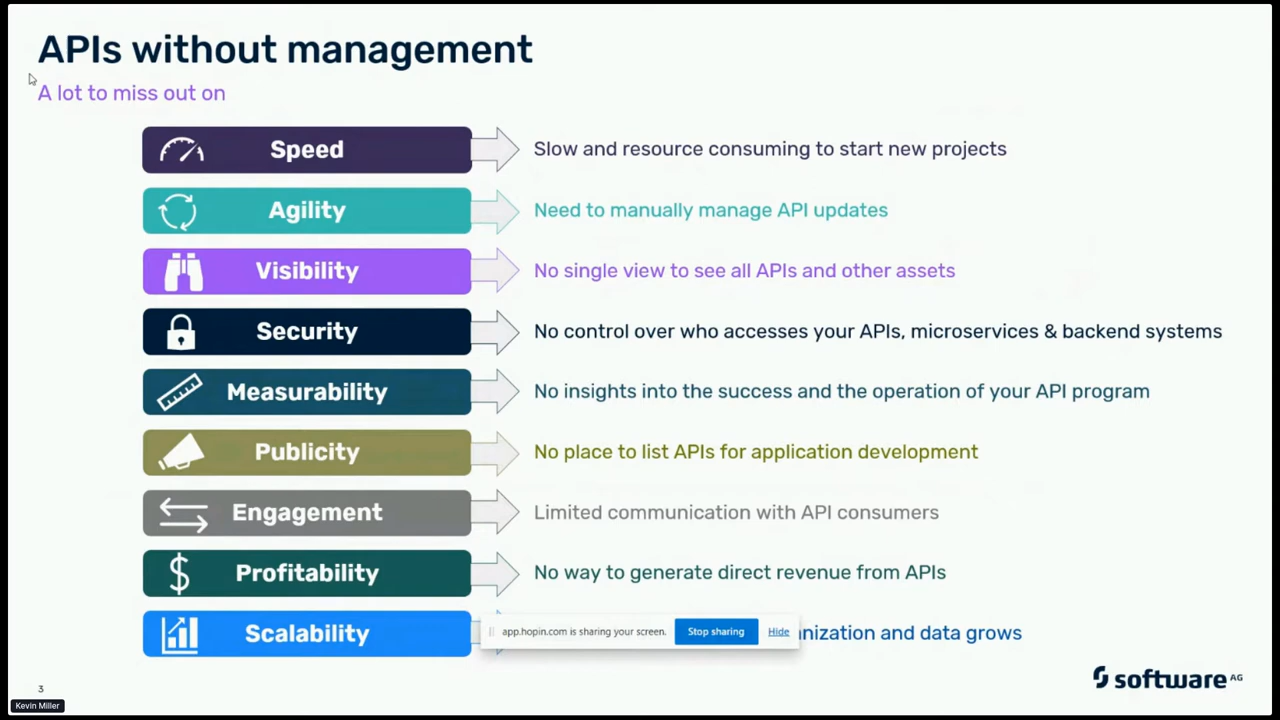 APIs without management
A lot to miss out on
Speed
Slow and resource consuming to start new projects
Agility
Need to manually manage API updates
Visibility
No single view to see all APIs and other assets
Security
No control over who accesses your APIs, microservices & backend systems
Measurability
No insights into the success and the operation of your API program
Publicity
No place to list APIs for application development
Engagement
Limited communication with API consumers
Profitability
No way to generate direct revenue from APIs
Scalability
and data grows
app.hopin.com is sharing your screen. Stop sharing Hide
3
software AG
Kevin Miller